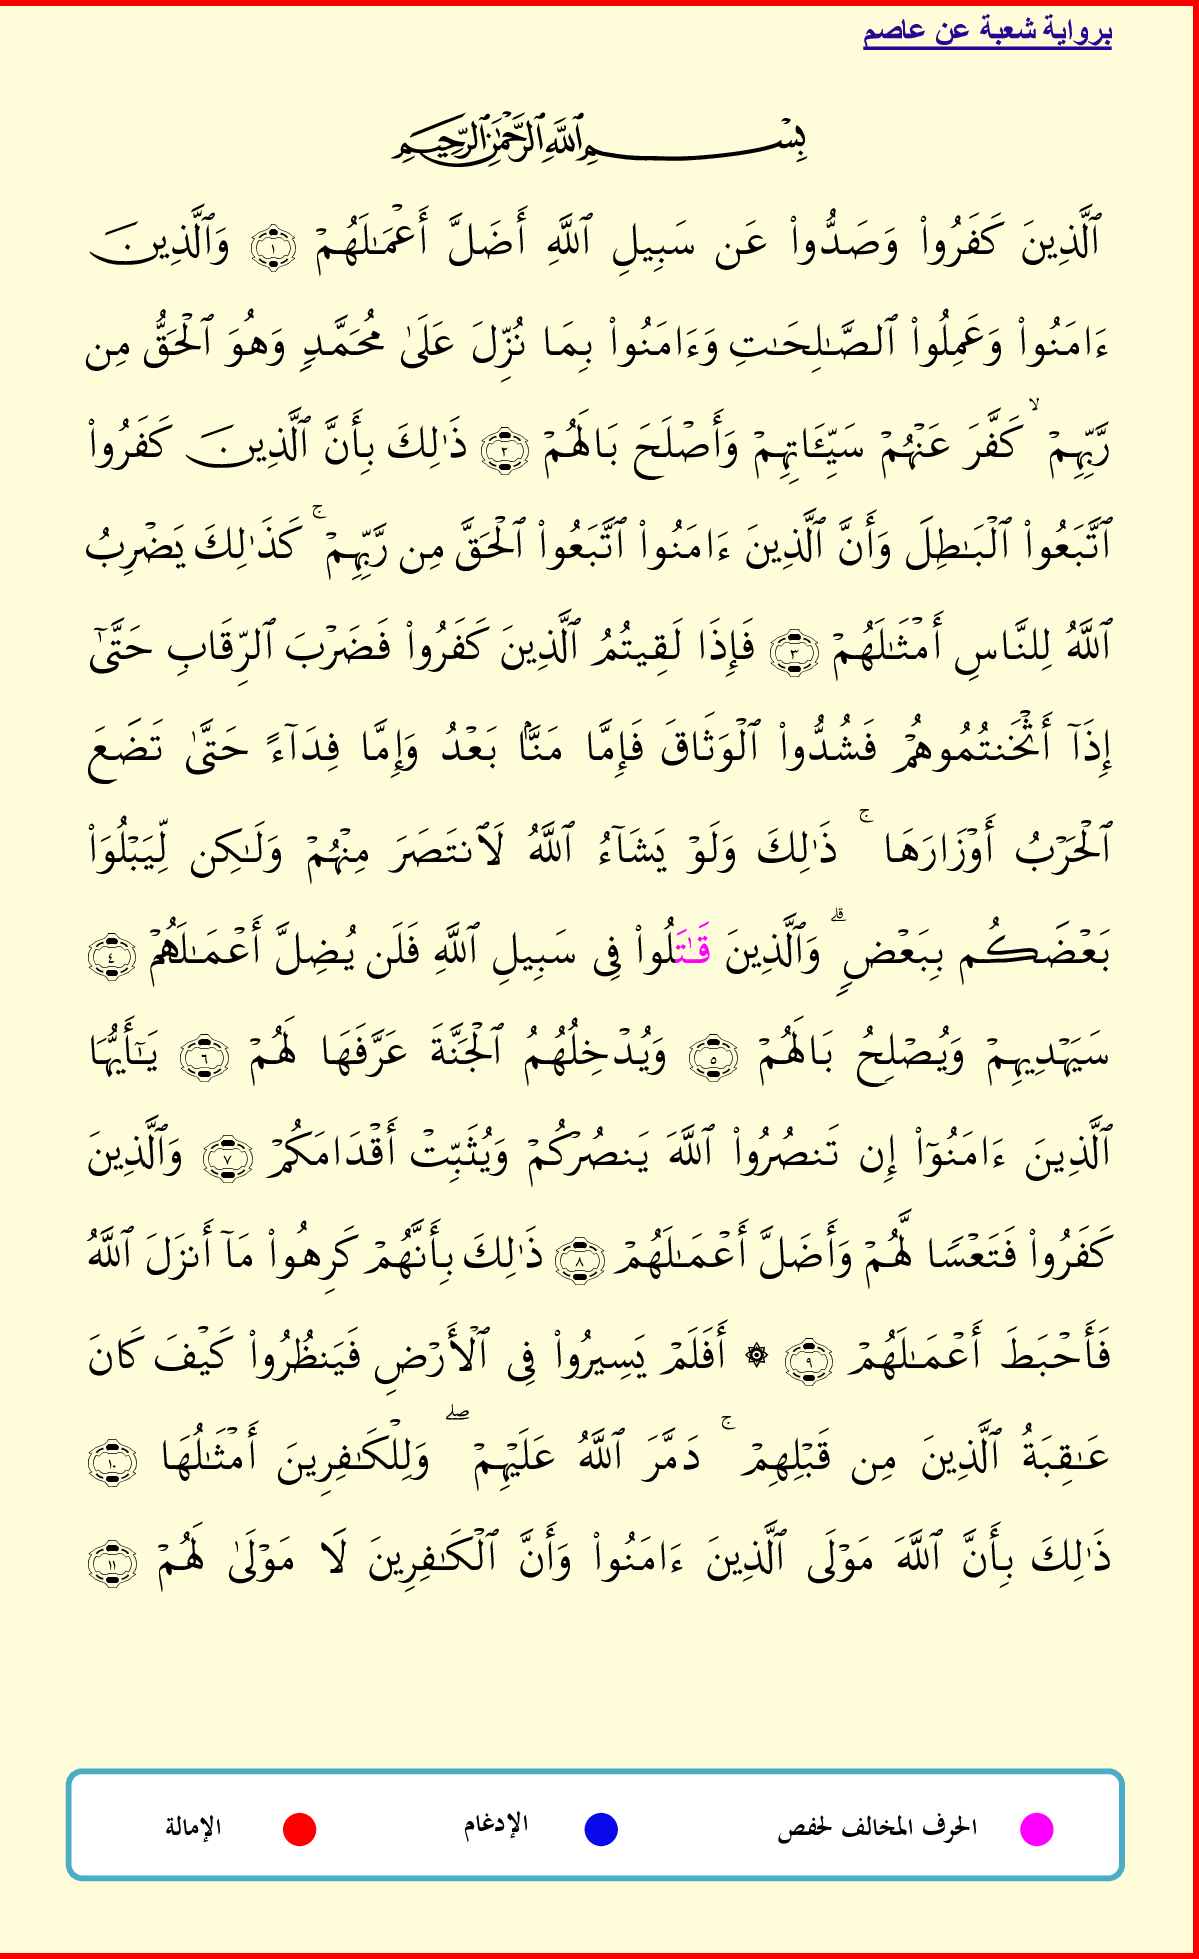 برواية شعبة عن عاصم
بِسْمِ ٱللَّهِ ٱلرَّحْمَٰنِ ٱلرَّحِيمِ
ٱلَّذِينَ كَفَرُواْ وَصَدُّواْ عَن سَبِيلِ ٱللَّهِ أَضَلَّ أَعْمَٰلَهُمْ ١ وَٱلَّذِينَ
ءَامَنُواْ وَعَمِلُواْ ٱلصَّٰلِحَٰتِ وَءَامَنُواْ بِمَا نُزِّلَ عَلَىٰ مُحَمَّدٍ وَهُوَ ٱلْحَقُّ مِن
رَّبِّهِمْ ۙ كَفَّرَ عَنْهُمْ سَيِّـَٔاتِهِمْ وَأَصْلَحَ بَالَهُمْ ٢ ذَٰلِكَ بِأَنَّ ٱلَّذِينَ كَفَرُواْ
ٱتَّبَعُواْ ٱلْبَٰطِلَ وَأَنَّ ٱلَّذِينَ ءَامَنُواْ ٱتَّبَعُواْ ٱلْحَقَّ مِن رَّبِّهِمْ ۚ كَذَٰلِكَ يَضْرِبُ
ٱللَّهُ لِلنَّاسِ أَمْثَٰلَهُمْ ٣ فَإِذَا لَقِيتُمُ ٱلَّذِينَ كَفَرُواْ فَضَرْبَ ٱلرِّقَابِ حَتَّىٰٓ
إِذَآ أَثْخَنتُمُوهُمْ فَشُدُّواْ ٱلْوَثَاقَ فَإِمَّا مَنَّۢا بَعْدُ وَإِمَّا فِدَآءً حَتَّىٰ تَضَعَ
ٱلْحَرْبُ أَوْزَارَهَا ۚ ذَٰلِكَ وَلَوْ يَشَآءُ ٱللَّهُ لَٱنتَصَرَ مِنْهُمْ وَلَٰكِن لِّيَبْلُوَاْ
بَعْضَكُم بِبَعْضٍ ۗ وَٱلَّذِينَ قَٰتَلُواْ فِى سَبِيلِ ٱللَّهِ فَلَن يُضِلَّ أَعْمَٰلَهُمْ ٤
سَيَهْدِيهِمْ وَيُصْلِحُ بَالَهُمْ ٥ وَيُدْخِلُهُمُ ٱلْجَنَّةَ عَرَّفَهَا لَهُمْ ٦ يَٰٓأَيُّهَا
ٱلَّذِينَ ءَامَنُوٓاْ إِن تَنصُرُواْ ٱللَّهَ يَنصُرْكُمْ وَيُثَبِّتْ أَقْدَامَكُمْ ٧ وَٱلَّذِينَ
كَفَرُواْ فَتَعْسًا لَّهُمْ وَأَضَلَّ أَعْمَٰلَهُمْ ٨ ذَٰلِكَ بِأَنَّهُمْ كَرِهُواْ مَآ أَنزَلَ ٱللَّهُ
فَأَحْبَطَ أَعْمَٰلَهُمْ ٩ ۞ أَفَلَمْ يَسِيرُواْ فِى ٱلْأَرْضِ فَيَنظُرُواْ كَيْفَ كَانَ
عَٰقِبَةُ ٱلَّذِينَ مِن قَبْلِهِمْ ۚ دَمَّرَ ٱللَّهُ عَلَيْهِمْ ۖ وَلِلْكَٰفِرِينَ أَمْثَٰلُهَا ١٠
ذَٰلِكَ بِأَنَّ ٱللَّهَ مَوْلَى ٱلَّذِينَ ءَامَنُواْ وَأَنَّ ٱلْكَٰفِرِينَ لَا مَوْلَىٰ لَهُمْ ١١
الحرف المخالف لحفص الإدغام الإمالة